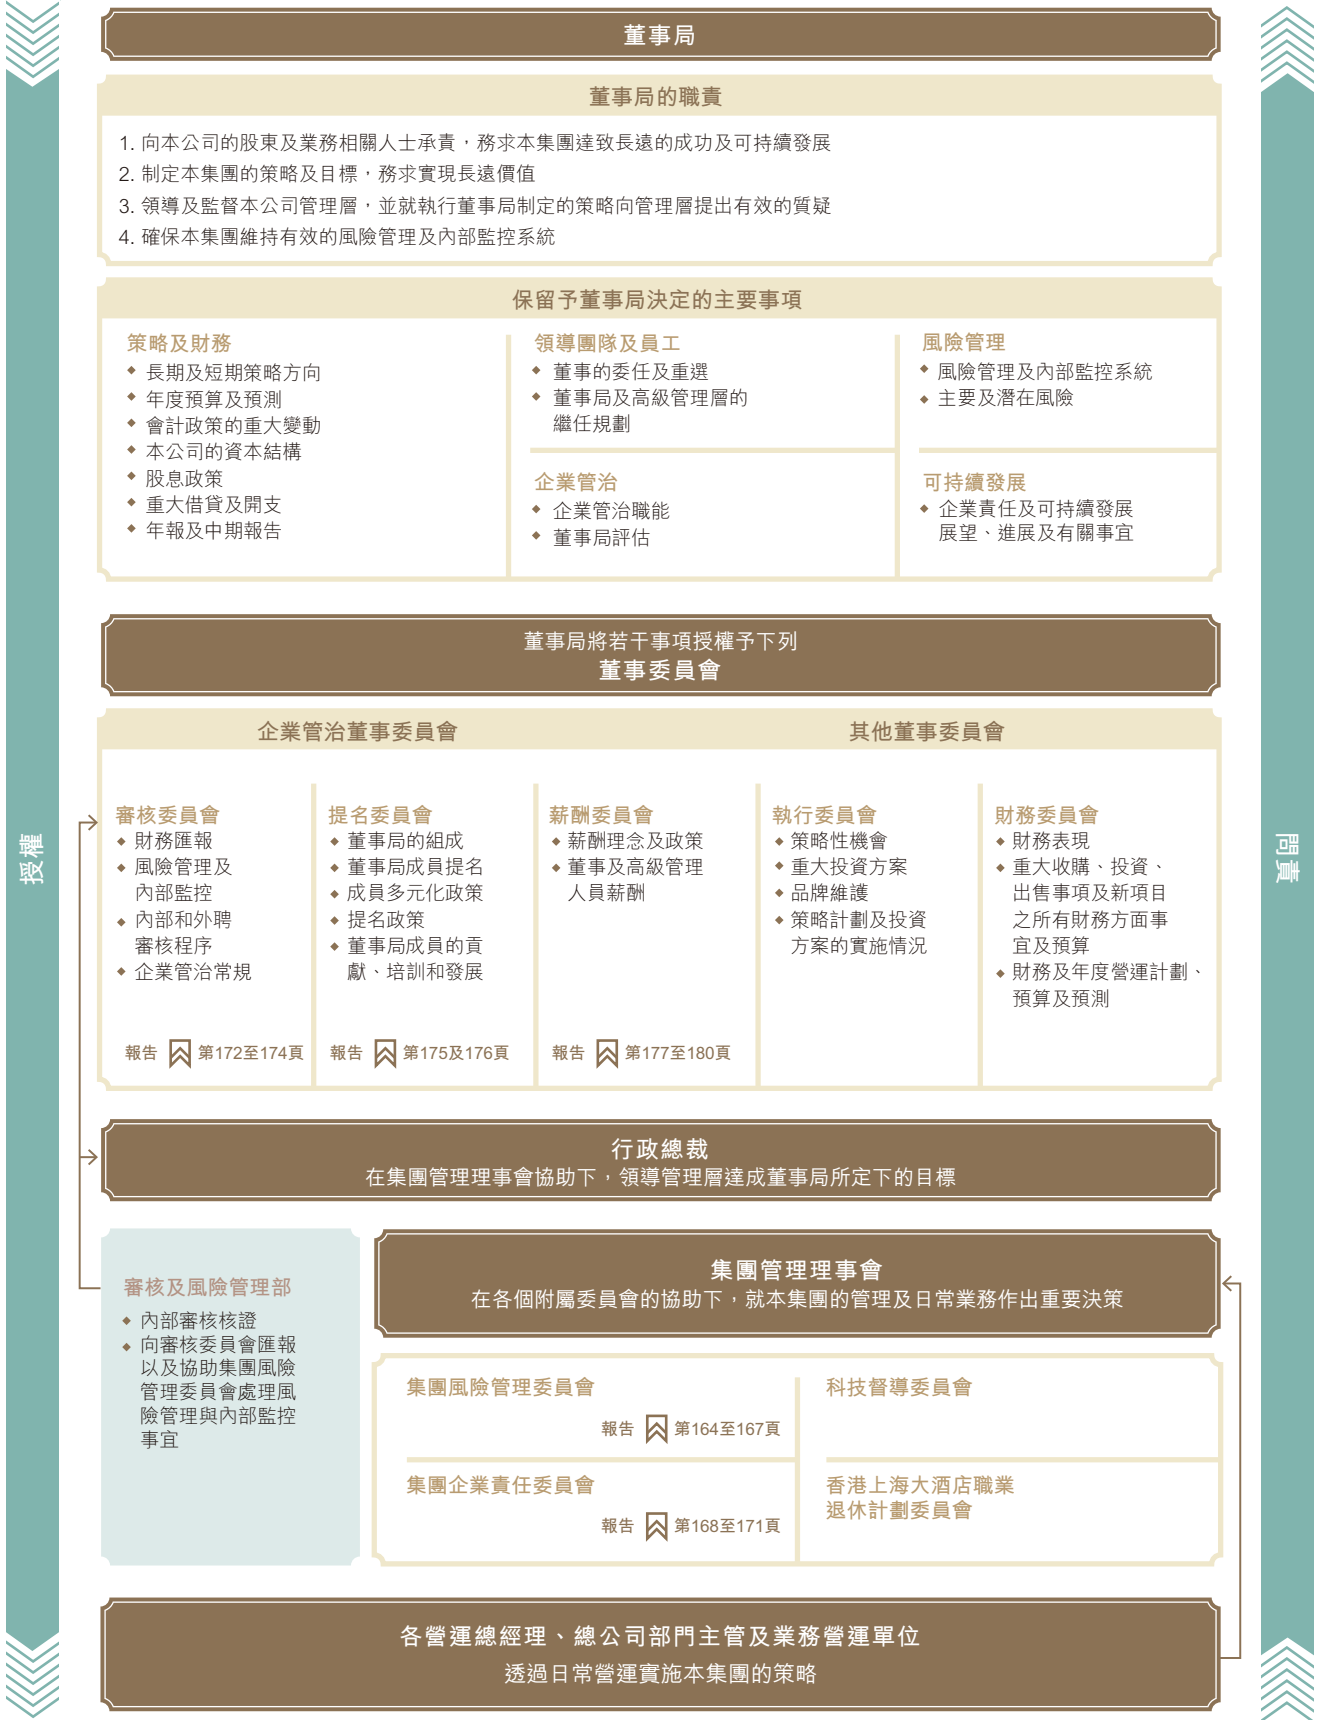 董事局
董事局的職責
1. 向本公司的股東及業務相關人士承責，務求本集團達致長遠的成功及可持續發展
2. 制定本集團的策略及目標，務求實現長遠價值
3. 領導及監督本公司管理層，並就執行董事局制定的策略向管理層提出有效的質疑
4. 確保本集團維持有效的風險管理及內部監控系統
保留予董事局決定的主要事項
策略及財務
◆ 長期及短期策略方向
◆ 年度預算及預測
◆ 會計政策的重大變動
◆ 本公司的資本結構
◆ 股息政策
◆ 重大借貸及開支
◆ 年報及中期報告
領導團隊及員工
◆ 董事的委任及重選
◆ 董事局及高級管理層的
繼任規劃
企業管治
◆ 企業管治職能
◆ 董事局評估
風險管理
◆ 風險管理及內部監控系統
◆ 主要及潛在風險
可持續發展
◆ 企業責任及可持續發展
展望、進展及有關事宜
董事局將若干事項授權予下列
董事委員會
企業管治董事委員會
其他董事委員會
審核委員會
◆ 財務匯報
◆ 風險管理及
內部監控
◆ 內部和外聘
審核程序
◆ 企業管治常規
報告 第172至174頁
提名委員會
◆ 董事局的組成
◆ 董事局成員提名
◆ 成員多元化政策
◆ 提名政策
◆ 董事局成員的貢
獻、培訓和發展
報告 第175及176頁
薪酬委員會
◆ 薪酬理念及政策
◆ 董事及高級管理
人員薪酬
報告 第177至180頁
執行委員會
◆ 策略性機會
◆ 重大投資方案
◆ 品牌維護
◆ 策略計劃及投資
方案的實施情況
財務委員會
◆ 財務表現
◆ 重大收購、投資、
出售事項及新項目
之所有財務方面事
宜及預算
◆ 財務及年度營運計劃、
預算及預測
授權
問責
行政總裁
在集團管理理事會協助下，領導管理層達成董事局所定下的目標
審核及風險管理部
◆ 內部審核核證
◆ 向審核委員會匯報
以及協助集團風險
管理委員會處理風
險管理與內部監控
事宜
集團管理理事會
在各個附屬委員會的協助下，就本集團的管理及日常業務作出重要決策
集團風險管理委員會
報告 第164至167頁
科技督導委員會
集團企業責任委員會
報告 第168至171頁
香港上海大酒店職業
退休計劃委員會
各營運總經理、總公司部門主管及業務營運單位
透過日常營運實施本集團的策略